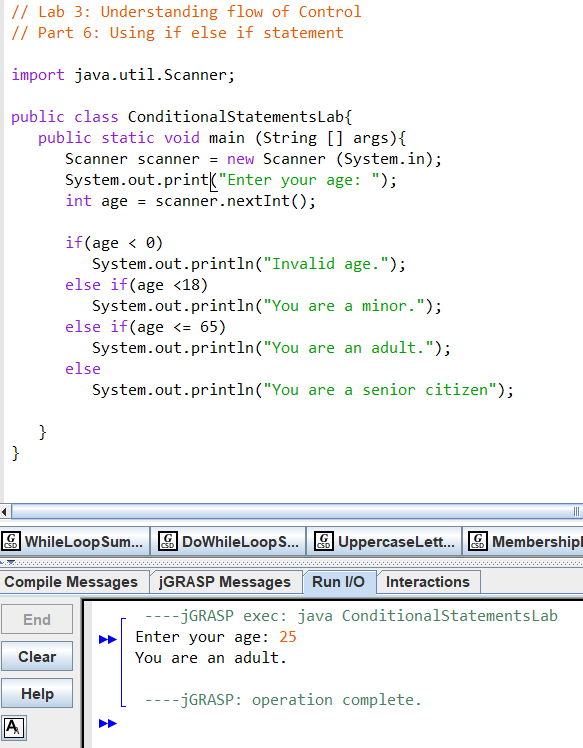 // Lab 3: Understanding flow of Control
// Part 6: Using if else if statement
import java.util.Scanner;
public class ConditionalStatementsLab{
public static void main (String [] args){
Scanner scanner = new Scanner (System.in);
System.out.print("Enter your age: ");
int age = scanner.nextInt();
if(age < 0)
System.out.println("Invalid age.");
else if(age <18)
System.out.println("You are a minor.");
else if(age <= 65)
System.out.println("You are an adult.");
else
System.out.println("You are a senior citizen");
}
}
G CSD WhileLoopSum... G CSD DoWhileLoopS... G CSD UppercaseLett... G CSD Membership
Compile Messages jGRASP Messages Run I/O Interactions
End
Clear
Help
A
----jGRASP exec: java ConditionalStatementsLab
Enter your age: 25
You are an adult.
----jGRASP: operation complete.